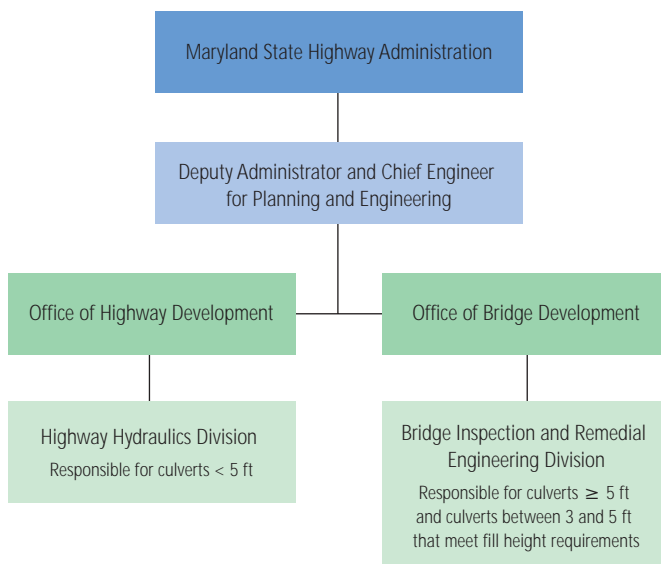 Maryland State Highway Administration
Deputy Administrator and Chief Engineer
for Planning and Engineering
Office of Highway Development
Office of Bridge Development
Highway Hydraulics Division
Responsible for culverts < 5 ft
Bridge Inspection and Remedial
Engineering Division
Responsible for culverts ≥ 5 ft
and culverts between 3 and 5 ft
that meet fill height requirements